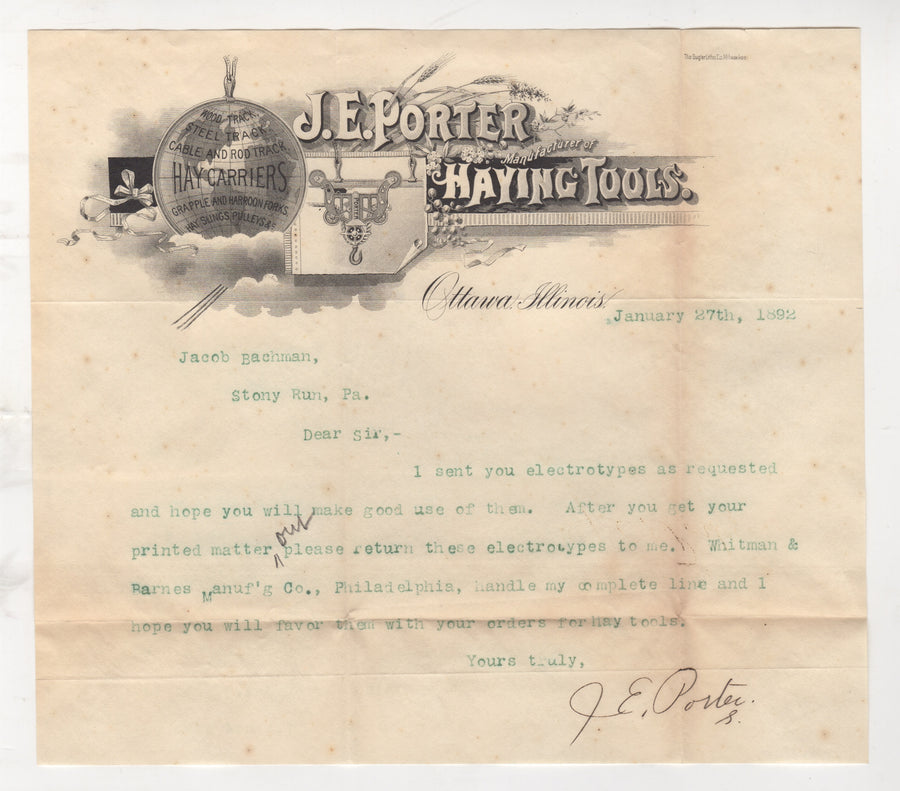 The Gugler Litho Co. Milwaukee
J.E. PORTER
Manufacturer of
HAYING TOOLS.
WOOD TRACK,
STEEL TRACK,
CABLE AND ROD TRACK,
HAY CARRIERS
GRAPPLE AND HARPOON FORKS
HAY SLINGS, PULLEYS &c
PORTER
Ottawa, Illinois,
January 27th, 1892
Jacob Bachman,
Stony Run, Pa.
Dear Sir,-
I sent you electrotypes as requested
and hope you will make good use of them. After you get your
printed matter out please return these electrotypes to me. Whitman &
Barnes Manuf'g Co., Philadelphia, handle my complete line and I
hope you will favor them with your orders for hay tools.
Yours truly,
J. E. Porter.
S.